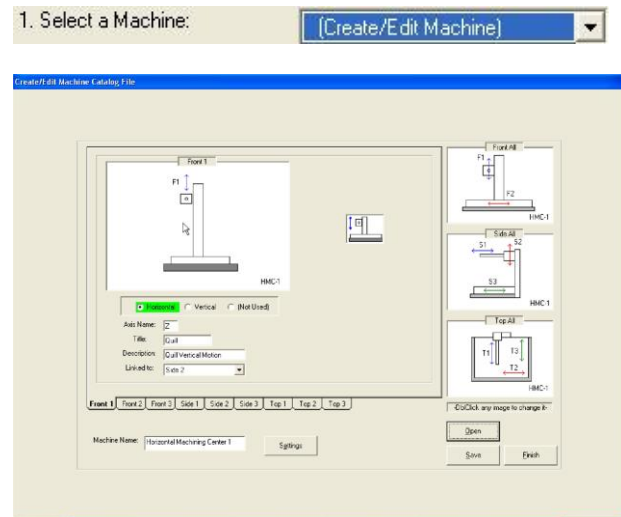 1. Select a Machine: (Create/Edit Machine)
Create/Edit Machine Catalog File
Front 1
F1
HMC-1
Horizontal Vertical (Not Used)
Axis Name: Z
Title: Quill
Description: Quill Vertical Motion
Linked to: Side 2
Front 1 Front 2 Front 3 Side 1 Side 2 Side 3 Top 1 Top 2 Top 3
Machine Name: Horizontal Machining Center 1 Settings
Front All
F1
F2
HMC-1
Side All
S1 S2
S3
HMC-1
Top All
T1 T3
T2
HMC-1
-DblClick any image to change it-
Open
Save Finish